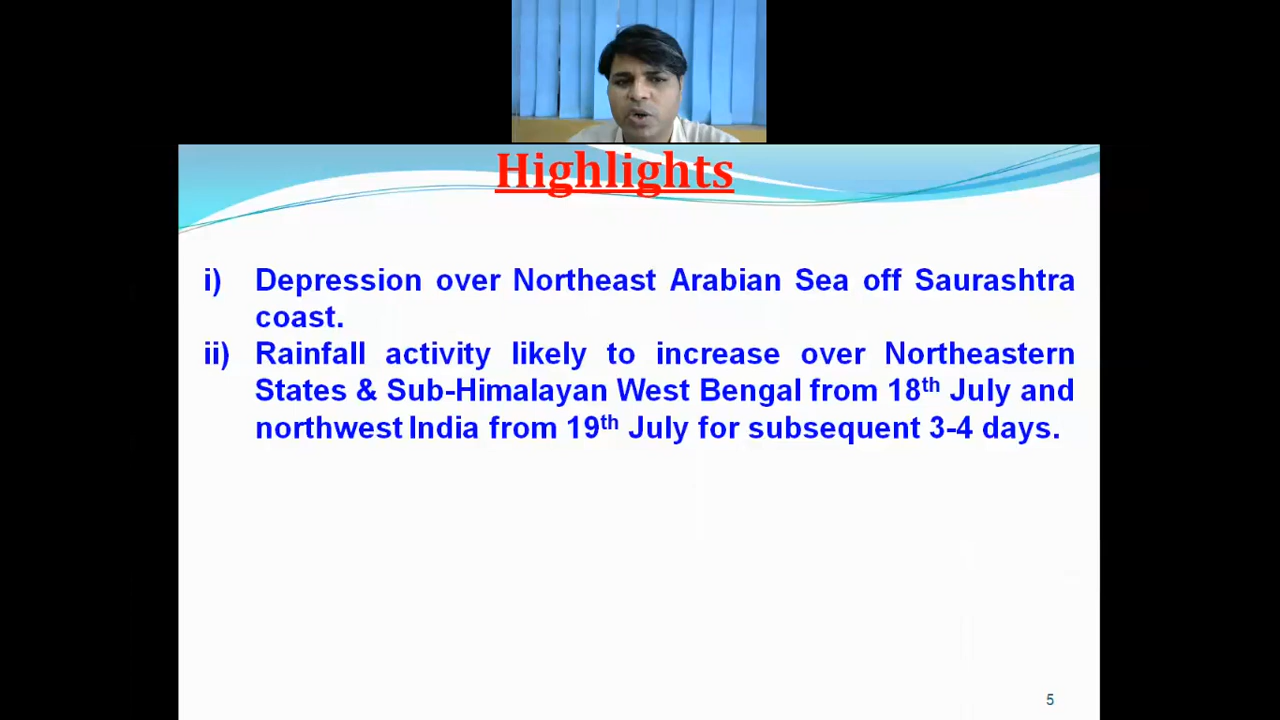 Highlights
i) Depression over Northeast Arabian Sea off Saurashtra
coast.
ii) Rainfall activity likely to increase over Northeastern
States & Sub-Himalayan West Bengal from 18th July and
northwest India from 19th July for subsequent 3-4 days.
5